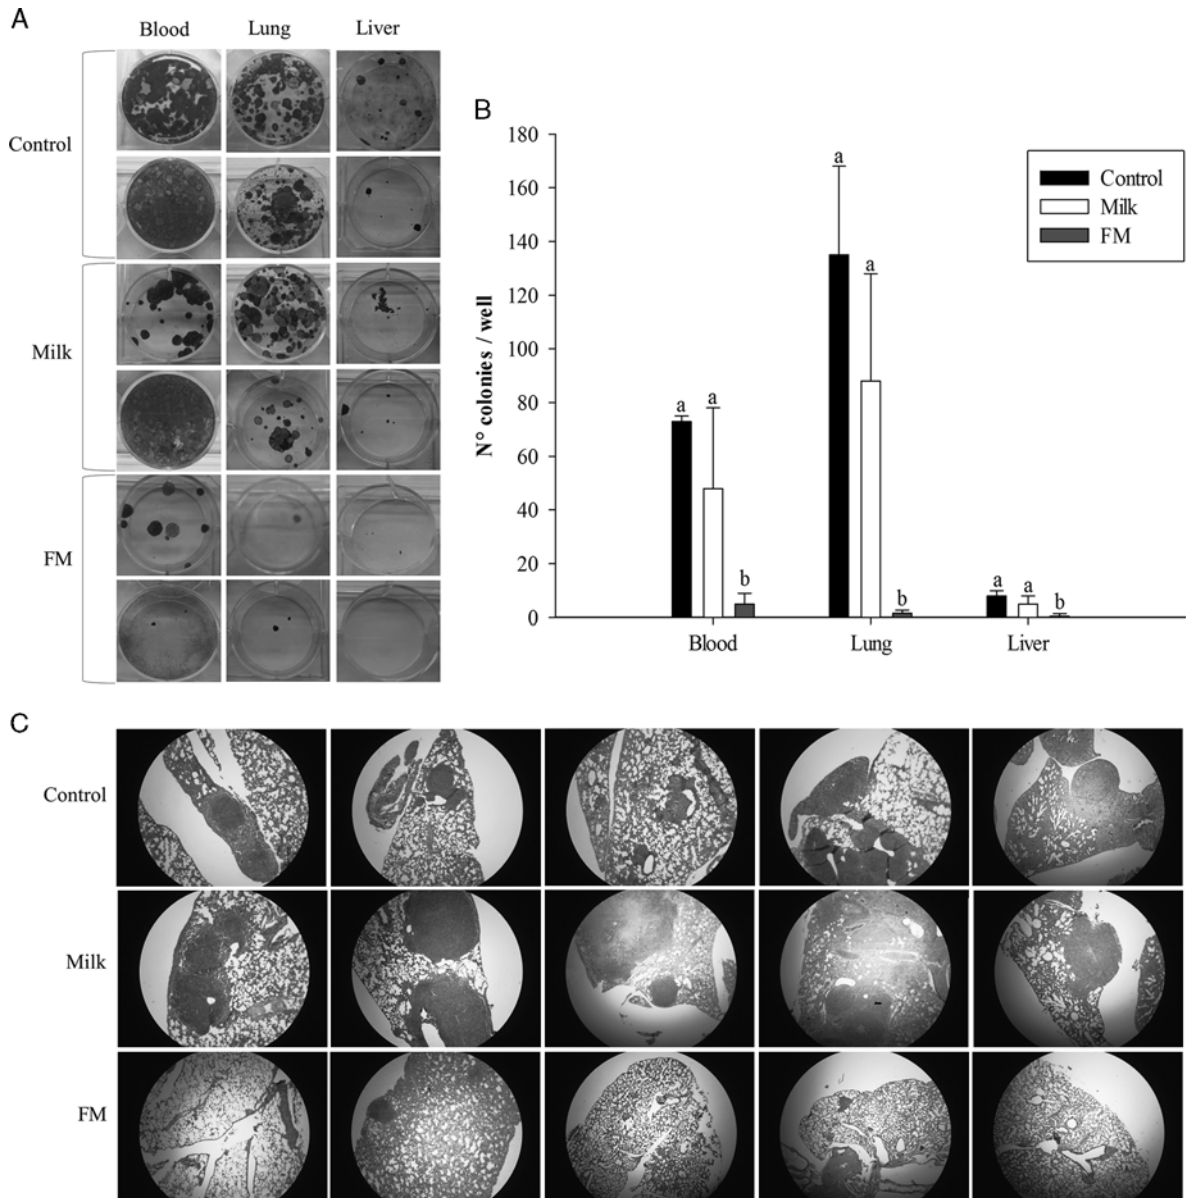 A
Blood Lung Liver
Control
Milk
FM
B
N° colonies / well
180
160
140
120
100
80
60
40
20
0
a a b
a a b
a a b
Blood Lung Liver
Control
Milk
FM
C
Control
Milk
FM